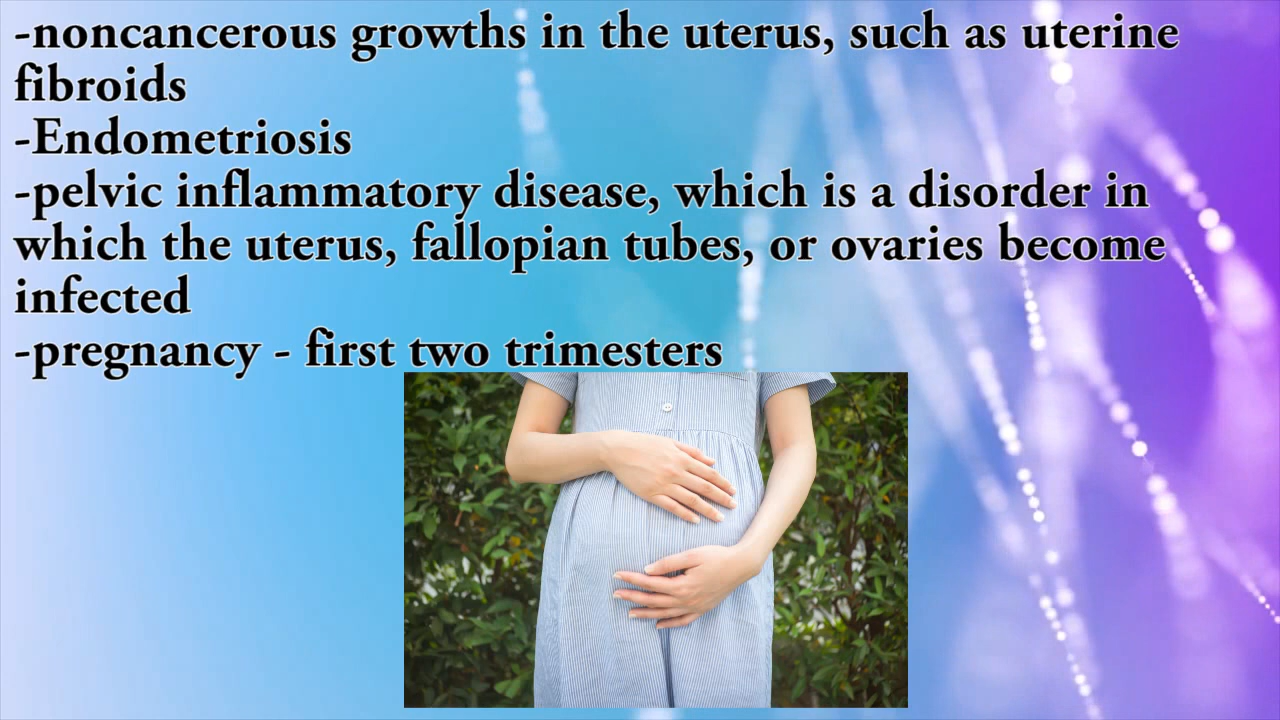 -noncancerous growths in the uterus, such as uterine
fibroids
-Endometriosis
-pelvic inflammatory disease, which is a disorder in
which the uterus, fallopian tubes, or ovaries become
infected
-pregnancy - first two trimesters